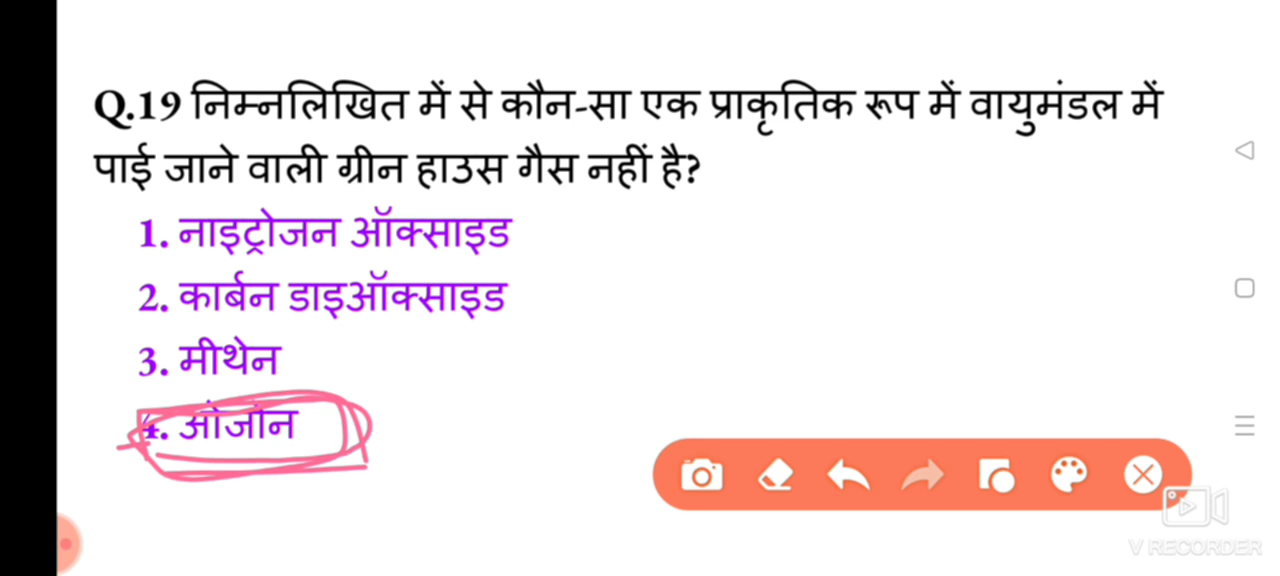 Q.19 निम्नलिखित में से कौन-सा एक प्राकृतिक रूप में वायुमंडल में
पाई जाने वाली ग्रीन हाउस गैस नहीं है?
1. नाइट्रोजन ऑक्साइड
2. कार्बन डाइऑक्साइड
3. मीथेन
4. ओजोन
V RECORDER